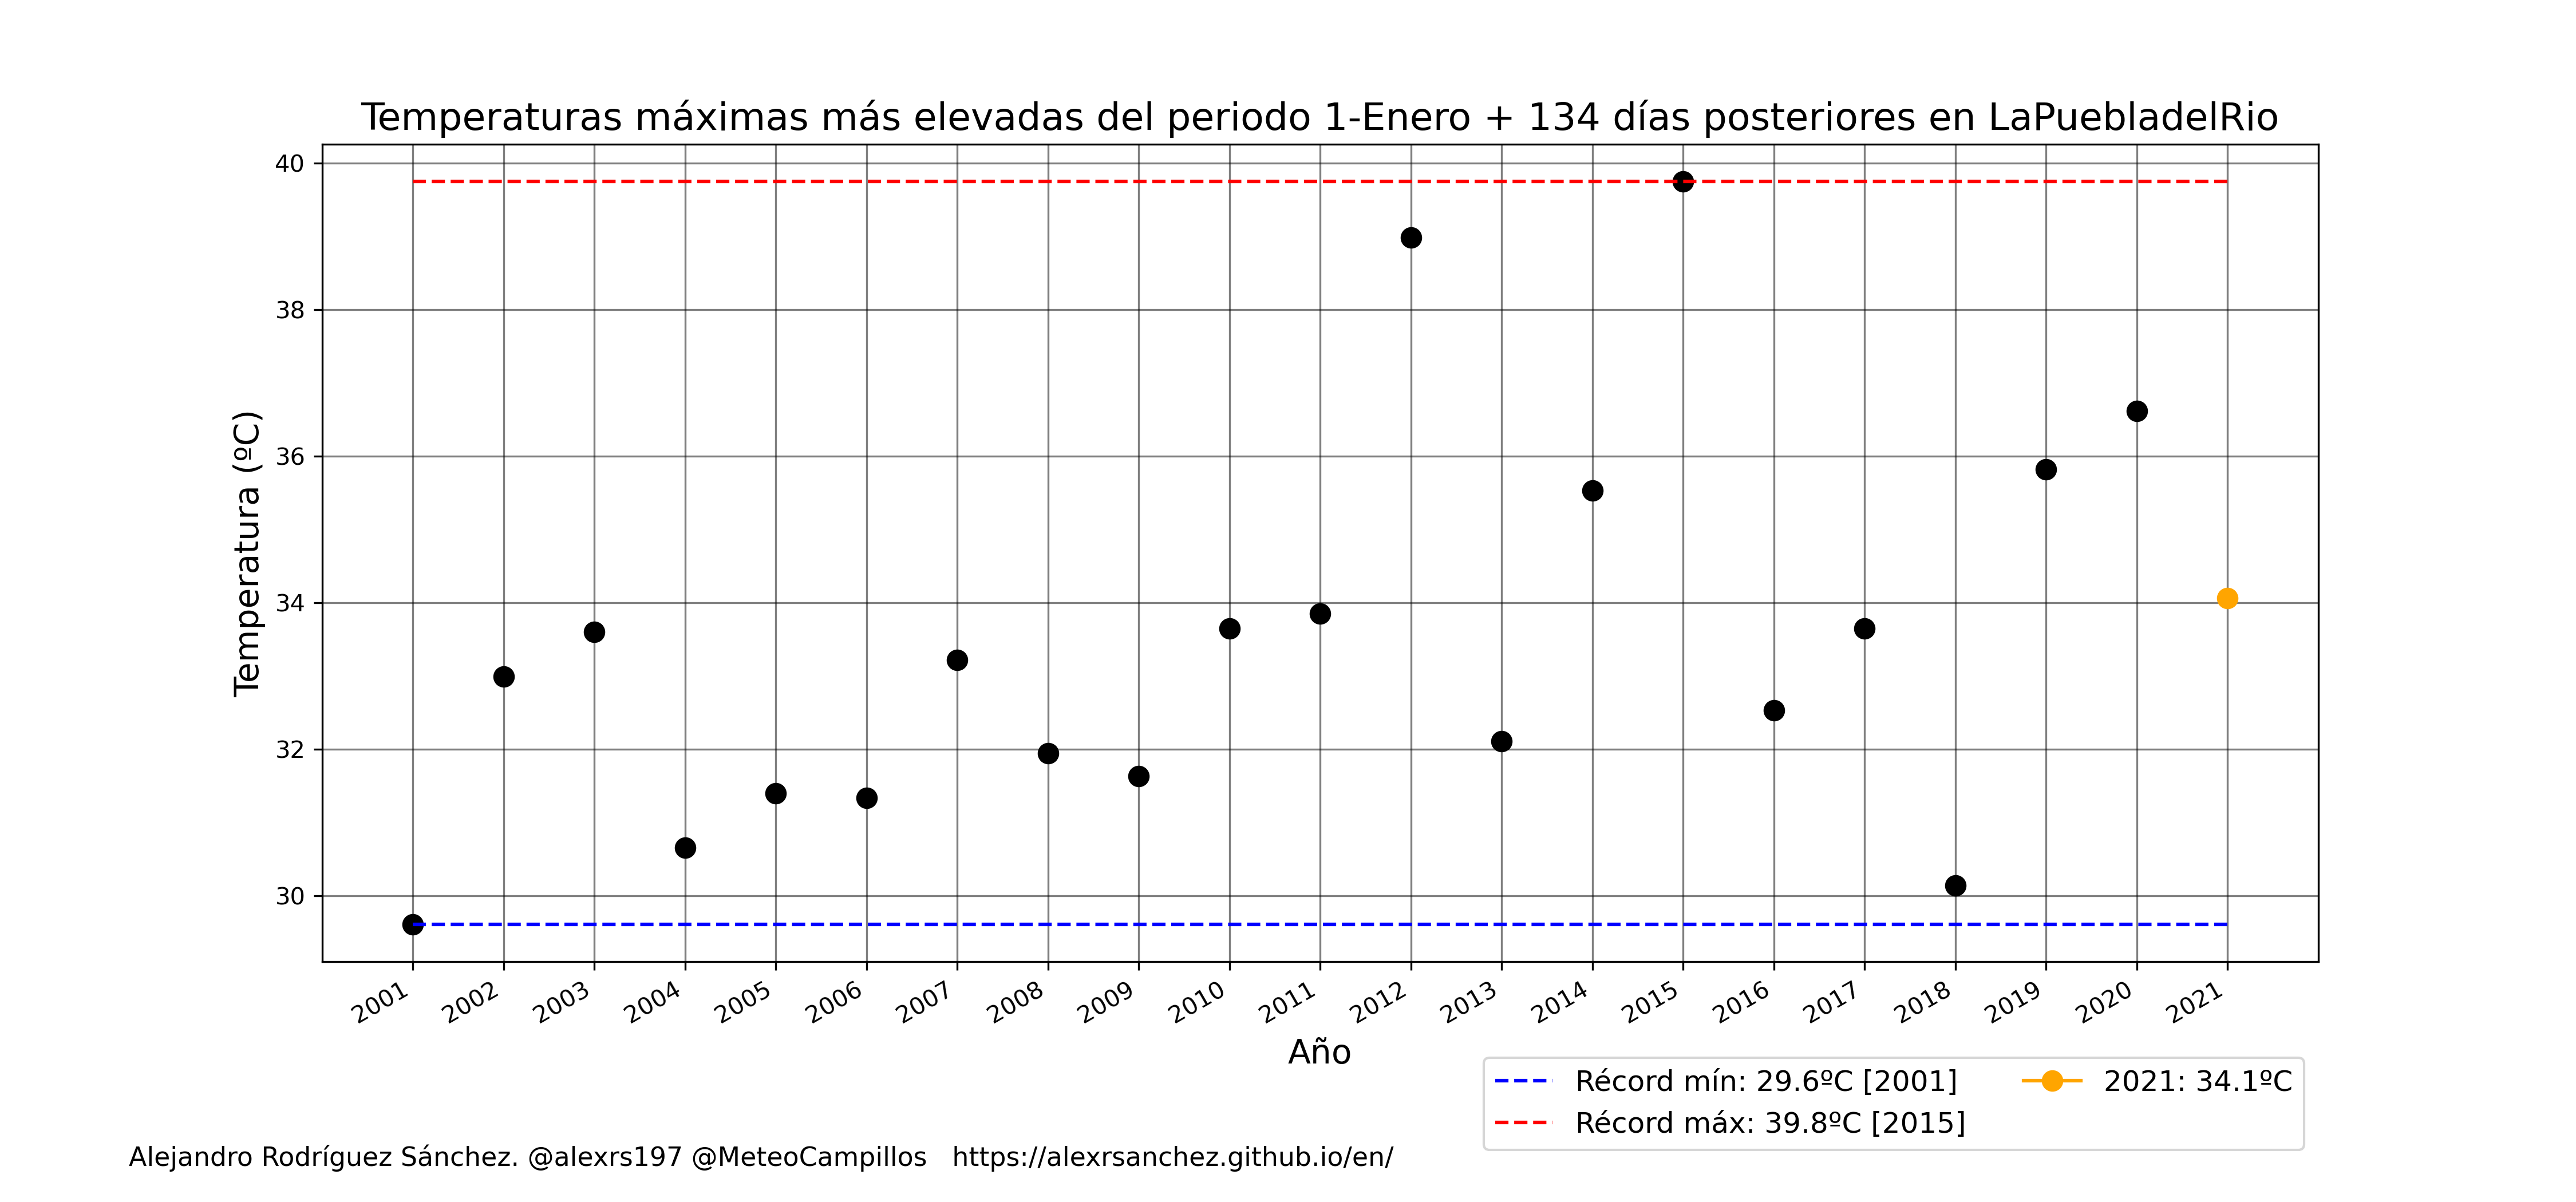 Temperaturas máximas más elevadas del periodo 1-Enero + 134 días posteriores en LaPuebladelRio
Temperatura (ºC)
40
38
36
34
32
30
2001 2002 2003 2004 2005 2006 2007 2008 2009 2010 2011 2012 2013 2014 2015 2016 2017 2018 2019 2020 2021
Año
Récord mín: 29.6ºC [2001]
Récord máx: 39.8ºC [2015]
2021: 34.1ºC
Alejandro Rodríguez Sánchez. @alexrs197 @MeteoCampillos https://alexrsanchez.github.io/en/